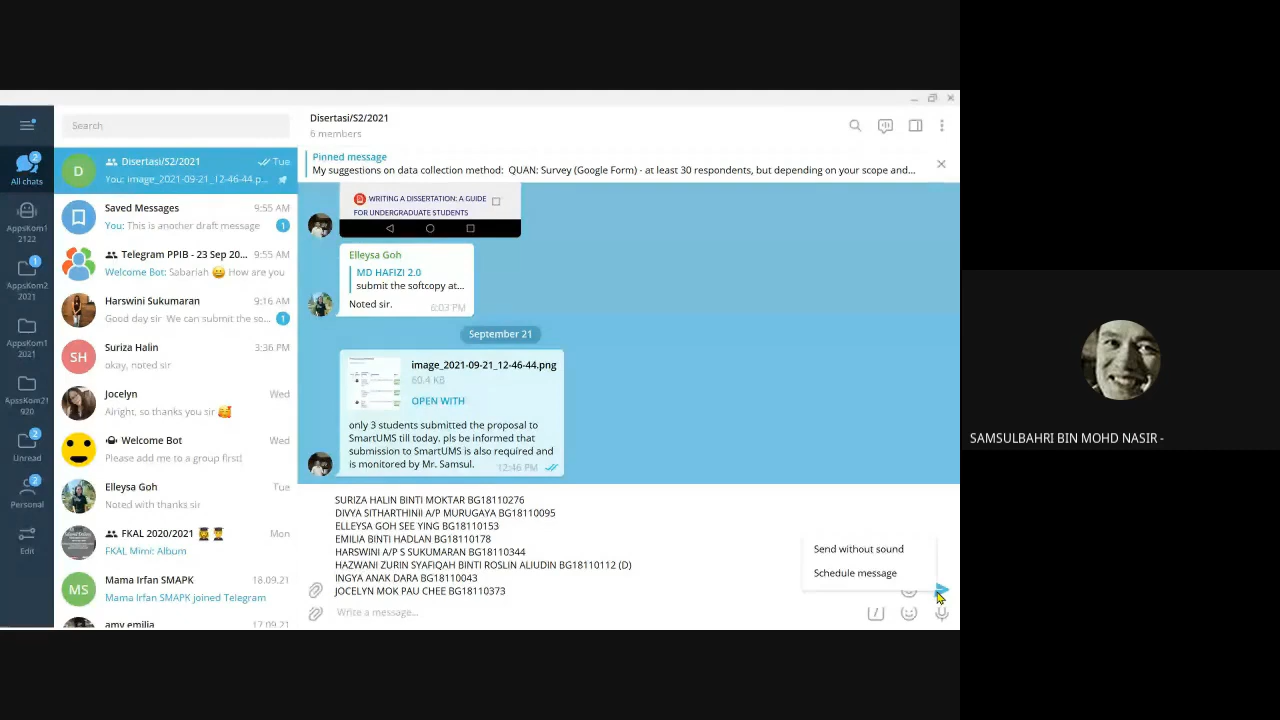 Search
All chats
2
AppsKom1
2122
1
AppsKom2
2021
AppsKom1
2021
AppsKom21
920
2
Unread
2
Personal
Edit
D
Disertasi/S2/2021
Tue
You: image_2021-09-21_12-46-44.p...
Saved Messages
9:55 AM
You: This is another draft message
1
Telegram PPIB - 23 Sep 20...
9:55 AM
Welcome Bot: Sabariah 😄 How are you
Harswini Sukumaran
9:16 AM
Good day sir We can submit the so...
1
SH
Suriza Halin
3:36 PM
okay, noted sir
Jocelyn
Wed
Alright, so thanks you sir 🥰
Welcome Bot
Wed
Please add me to a group first!
Elleysa Goh
Tue
Noted with thanks sir
FKAL 2020/2021 👩‍🎓👨‍🎓
Mon
FKAL Mimi: Album
MS
Mama Irfan SMAPK
18.09.21
Mama Irfan SMAPK joined Telegram
amy emilia
17.09.21
Disertasi/S2/2021
6 members
Pinned message
My suggestions on data collection method: QUAN: Survey (Google Form) - at least 30 respondents, but depending on your scope and...
WRITING A DISSERTATION: A GUIDE
FOR UNDERGRADUATE STUDENTS
Elleysa Goh
MD HAFIZI 2.0
submit the softcopy at...
Noted sir.
6:03 PM
September 21
image_2021-09-21_12-46-44.png
60.4 KB
OPEN WITH
only 3 students submitted the proposal to
SmartUMS till today. pls be informed that
submission to SmartUMS is also required and
is monitored by Mr. Samsul.
12:46 PM
SURIZA HALIN BINTI MOKTAR BG18110276
DIVYA SITHARTHINII A/P MURUGAYA BG18110095
ELLEYSA GOH SEE YING BG18110153
EMILIA BINTI HADLAN BG18110178
HARSWINI A/P S SUKUMARAN BG18110344
HAZWANI ZURIN SYAFIQAH BINTI ROSLIN ALIUDIN BG18110112 (D)
INGYA ANAK DARA BG18110043
JOCELYN MOK PAU CHEE BG18110373
Write a message...
Send without sound
Schedule message
SAMSULBAHRI BIN MOHD NASIR -